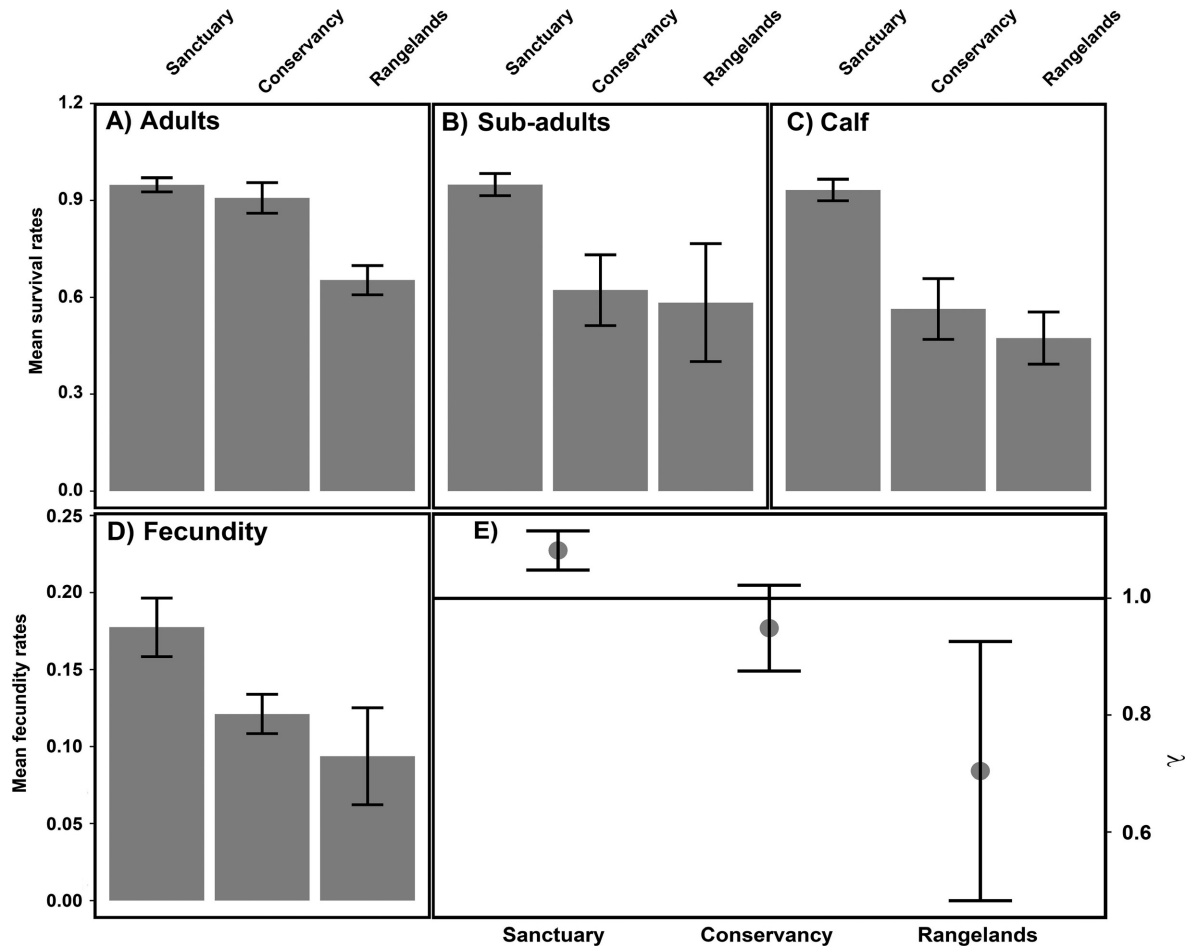 Sanctuary Conservancy Rangelands Sanctuary Conservancy Rangelands Sanctuary Conservancy Rangelands
A) Adults
B) Sub-adults
C) Calf
Mean survival rates
1.2
0.9
0.6
0.3
0.0
D) Fecundity
E)
Mean fecundity rates
0.25
0.20
0.15
0.10
0.05
0.00
1.0
0.8
0.6
λ
Sanctuary Conservancy Rangelands